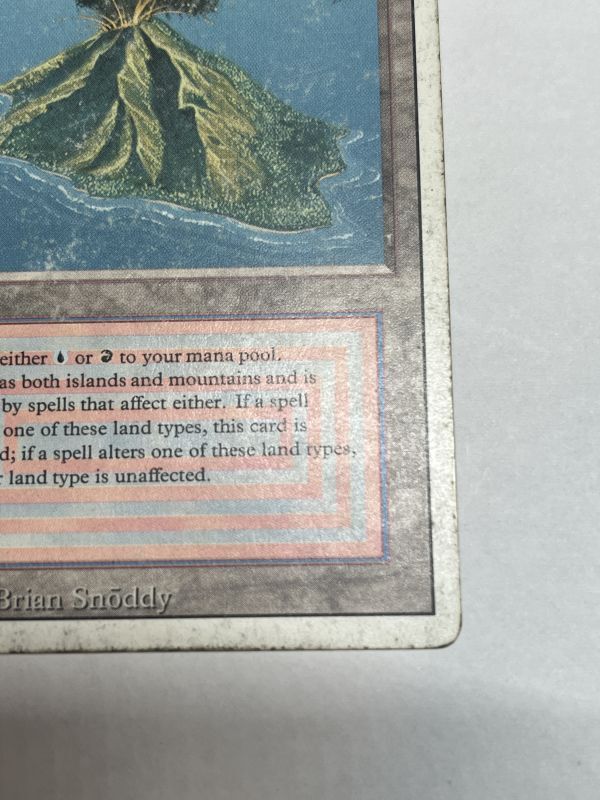 either or to your mana pool.
as both islands and mountains and is
by spells that affect either. If a spell
one of these land types, this card is
d; if a spell alters one of these land types,
r land type is unaffected.
Brian Snōddy